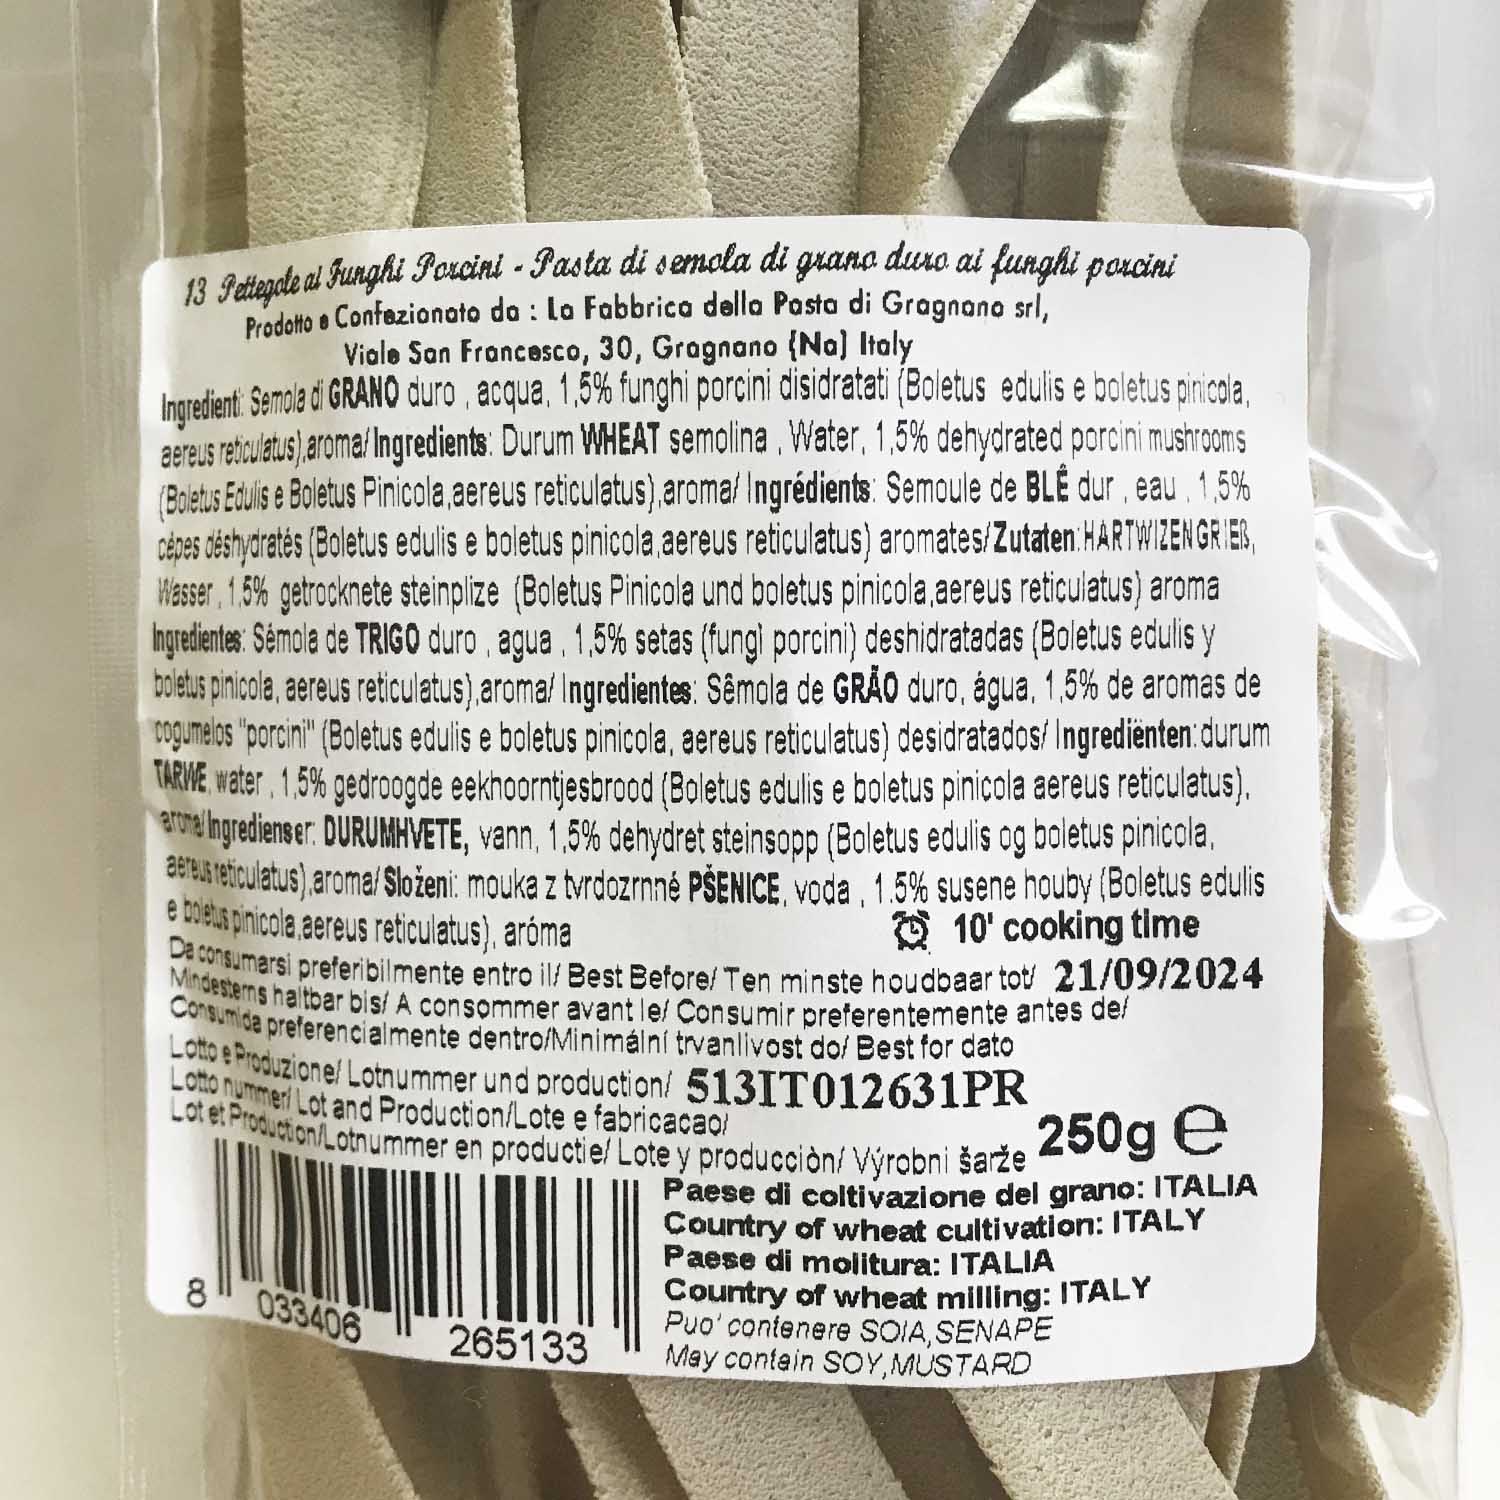 13 Pettegole ai Funghi Porcini - Pasta di semola di grano duro ai funghi porcini
Prodotto e Confezionato da : La Fabbrica della Pasta di Gragnano srl,
Viale San Francesco, 30, Gragnano (Na) Italy
Ingredienti: Semola di GRANO duro , acqua, 1,5% funghi porcini disidratati (Boletus edulis e boletus pinicola,
aereus reticulatus),aroma/ Ingredients: Durum WHEAT semolina , Water, 1,5% dehydrated porcini mushrooms
(Boletus Edulis e Boletus Pinicola,aereus reticulatus),aroma/ Ingrédients: Semoule de BLÊ dur , eau , 1,5%
cépes déshydratés (Boletus edulis e boletus pinicola,aereus reticulatus) aromates/Zutaten:HARTWIZENGRIEß,
Wasser , 1,5% getrocknete steinplize (Boletus Pinicola und boletus pinicola,aereus reticulatus) aroma
Ingredientes: Sémola de TRIGO duro , agua , 1,5% setas (fungì porcini) deshidratadas (Boletus edulis y
boletus pinicola, aereus reticulatus),aroma/ Ingredientes: Sêmola de GRÃO duro, água, 1,5% de aromas de
cogumelos "porcini" (Boletus edulis e boletus pinicola, aereus reticulatus) desidratados/ Ingrediënten:durum
TARWE, water , 1,5% gedroogde eekhoorntjesbrood (Boletus edulis e boletus pinicola aereus reticulatus),
aroma/ Ingredienser: DURUMHVETE, vann, 1,5% dehydret steinsopp (Boletus edulis og boletus pinicola,
aereus reticulatus),aroma/ Složeni: mouka z tvrdozrnné PŠENICE, voda , 1.5% susene houby (Boletus edulis
e boletus pinicola,aereus reticulatus), aróma
10' cooking time
Da consumarsi preferibilmente entro il/ Best Before/ Ten minste houdbaar tot/ 21/09/2024
Mindestens haltbar bis/ A consommer avant le/ Consumir preferentemente antes de/
Consumida preferencialmente dentro/Minimální trvanlivost do/ Best for dato
Lotto e Produzione/ Lotnummer und production/ 513IT012631PR
Lotto nummer/ Lot and Production/Lote e fabricacao/
Lot et Production/Lotnummer en productie/ Lote y producciòn/ Výrobni šarže
250g ℮
Paese di coltivazione del grano: ITALIA
Country of wheat cultivation: ITALY
Paese di molitura: ITALIA
Country of wheat milling: ITALY
Puo' contenere SOIA,SENAPE
May contain SOY,MUSTARD
8 033406 265133